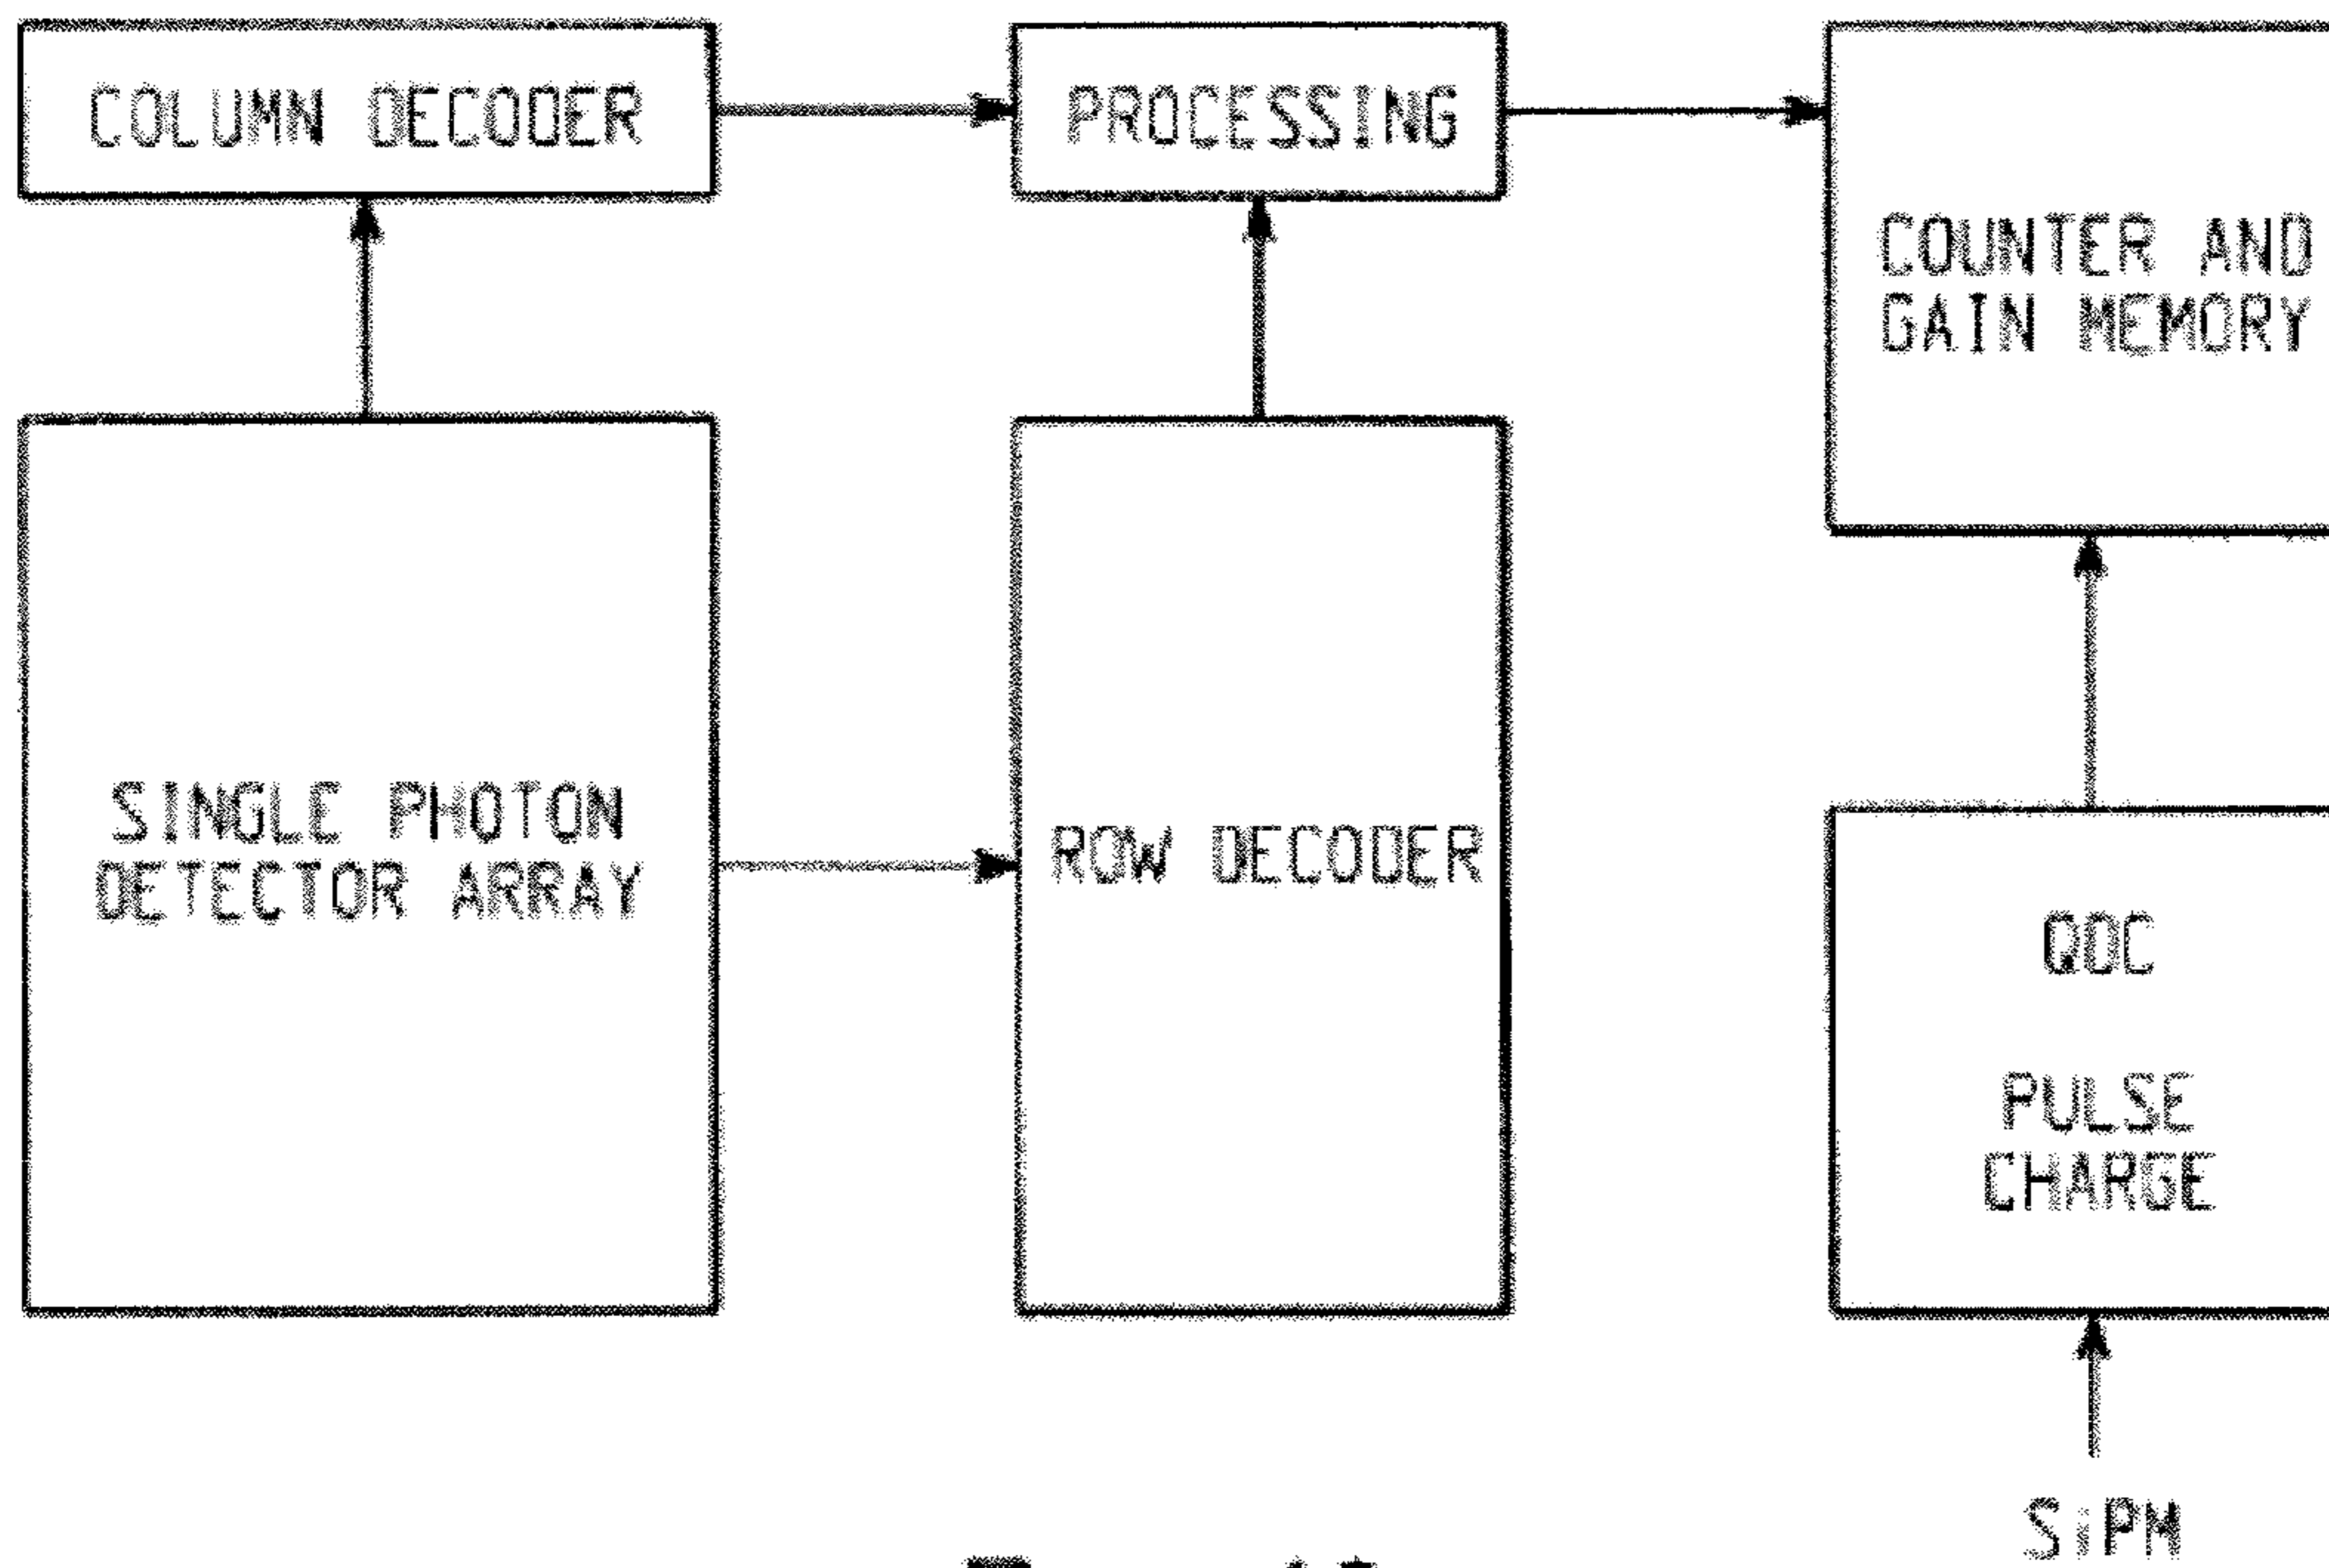 COLUMN DECODER
PROCESSING
COUNTER AND
GAIN MEMORY
SINGLE PHOTON
DETECTOR ARRAY
ROW DECODER
QDC
PULSE
CHARGE
SiPM